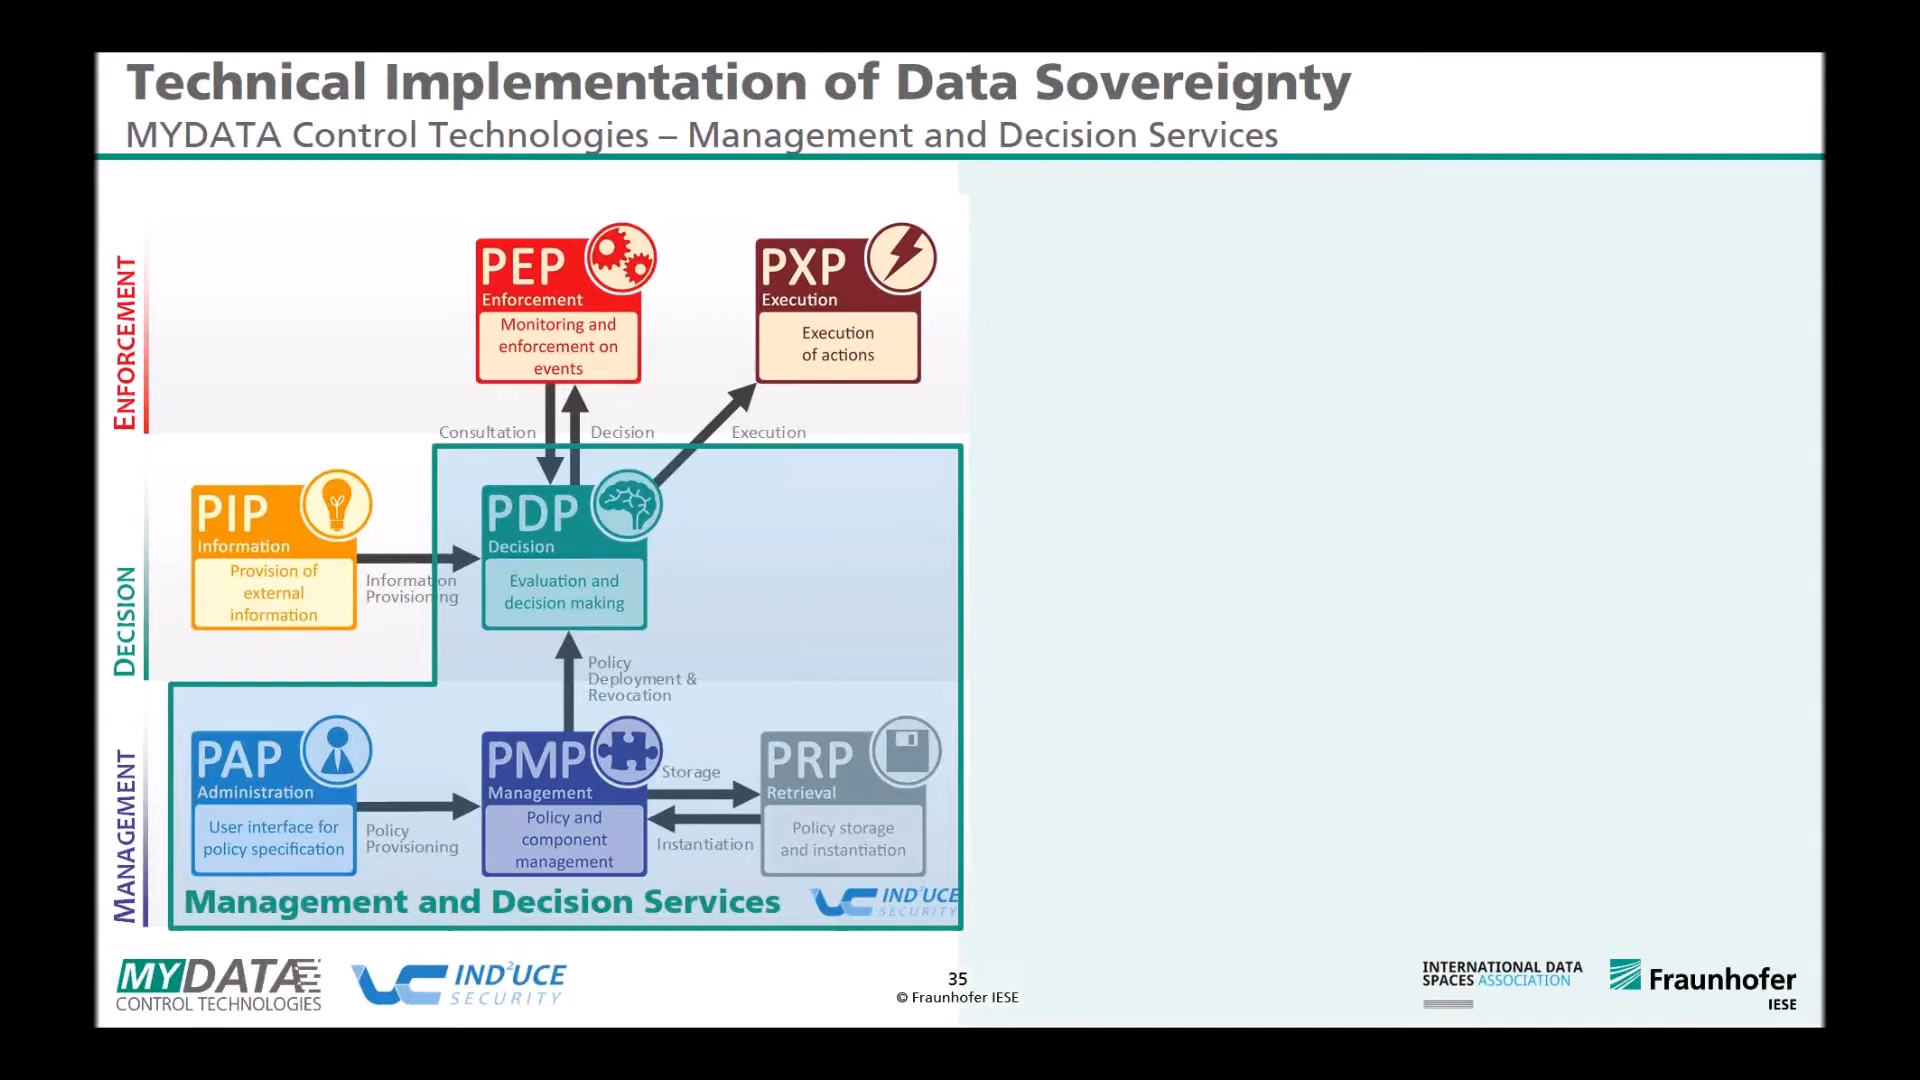 Technical Implementation of Data Sovereignty
MYDATA Control Technologies – Management and Decision Services
ENFORCEMENT
PEP
Enforcement
Monitoring and
enforcement on
events
PXP
Execution
Execution
of actions
Consultation
Decision
Execution
DECISION
PIP
Information
Provision of
external
information
Information
Provisioning
PDP
Decision
Evaluation and
decision making
Policy
Deployment &
Revocation
MANAGEMENT
PAP
Administration
User interface for
policy specification
Policy
Provisioning
PMP
Management
Policy and
component
management
Storage
Instantiation
PRP
Retrieval
Policy storage
and instantiation
Management and Decision Services
IND²UCE
SECURITY
MYDATA
CONTROL TECHNOLOGIES
IND²UCE
SECURITY
35
© Fraunhofer IESE
INTERNATIONAL DATA
SPACES ASSOCIATION
Fraunhofer
IESE